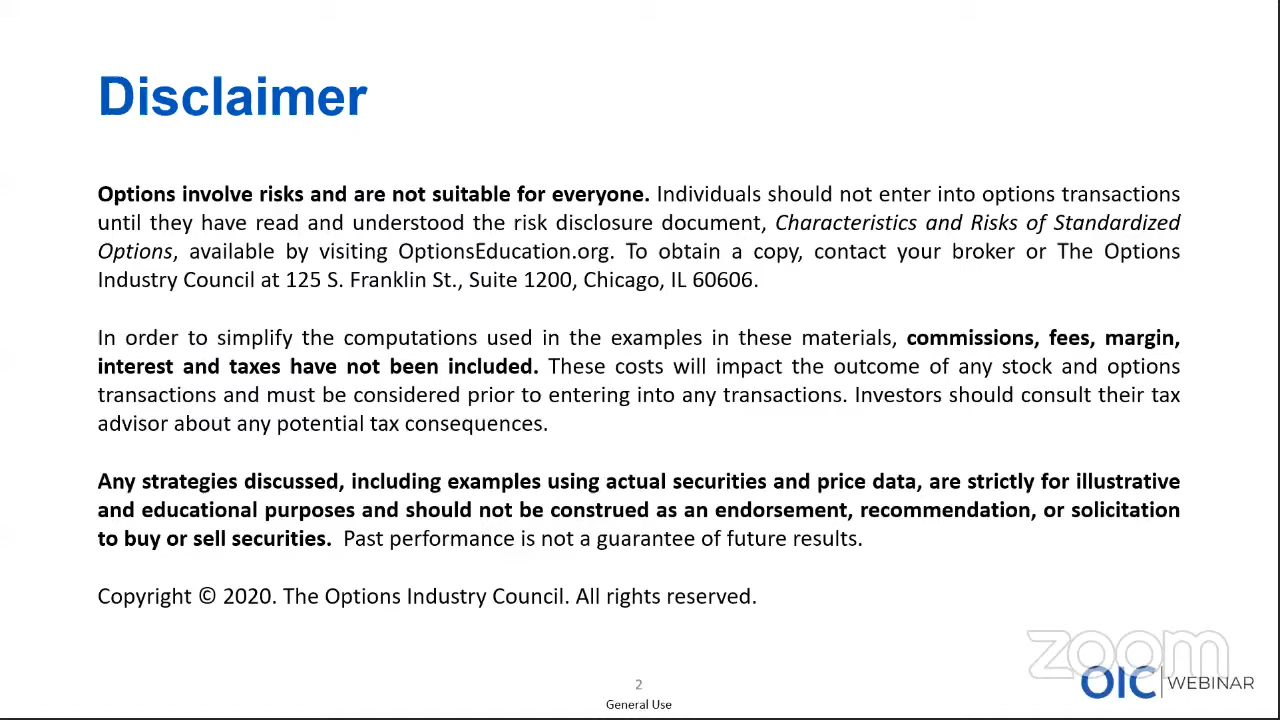 Disclaimer
Options involve risks and are not suitable for everyone. Individuals should not enter into options transactions
until they have read and understood the risk disclosure document, Characteristics and Risks of Standardized
Options, available by visiting OptionsEducation.org. To obtain a copy, contact your broker or The Options
Industry Council at 125 S. Franklin St., Suite 1200, Chicago, IL 60606.
In order to simplify the computations used in the examples in these materials, commissions, fees, margin,
interest and taxes have not been included. These costs will impact the outcome of any stock and options
transactions and must be considered prior to entering into any transactions. Investors should consult their tax
advisor about any potential tax consequences.
Any strategies discussed, including examples using actual securities and price data, are strictly for illustrative
and educational purposes and should not be construed as an endorsement, recommendation, or solicitation
to buy or sell securities.  Past performance is not a guarantee of future results.
Copyright © 2020. The Options Industry Council. All rights reserved.
zoom
OIC WEBINAR
2
General Use